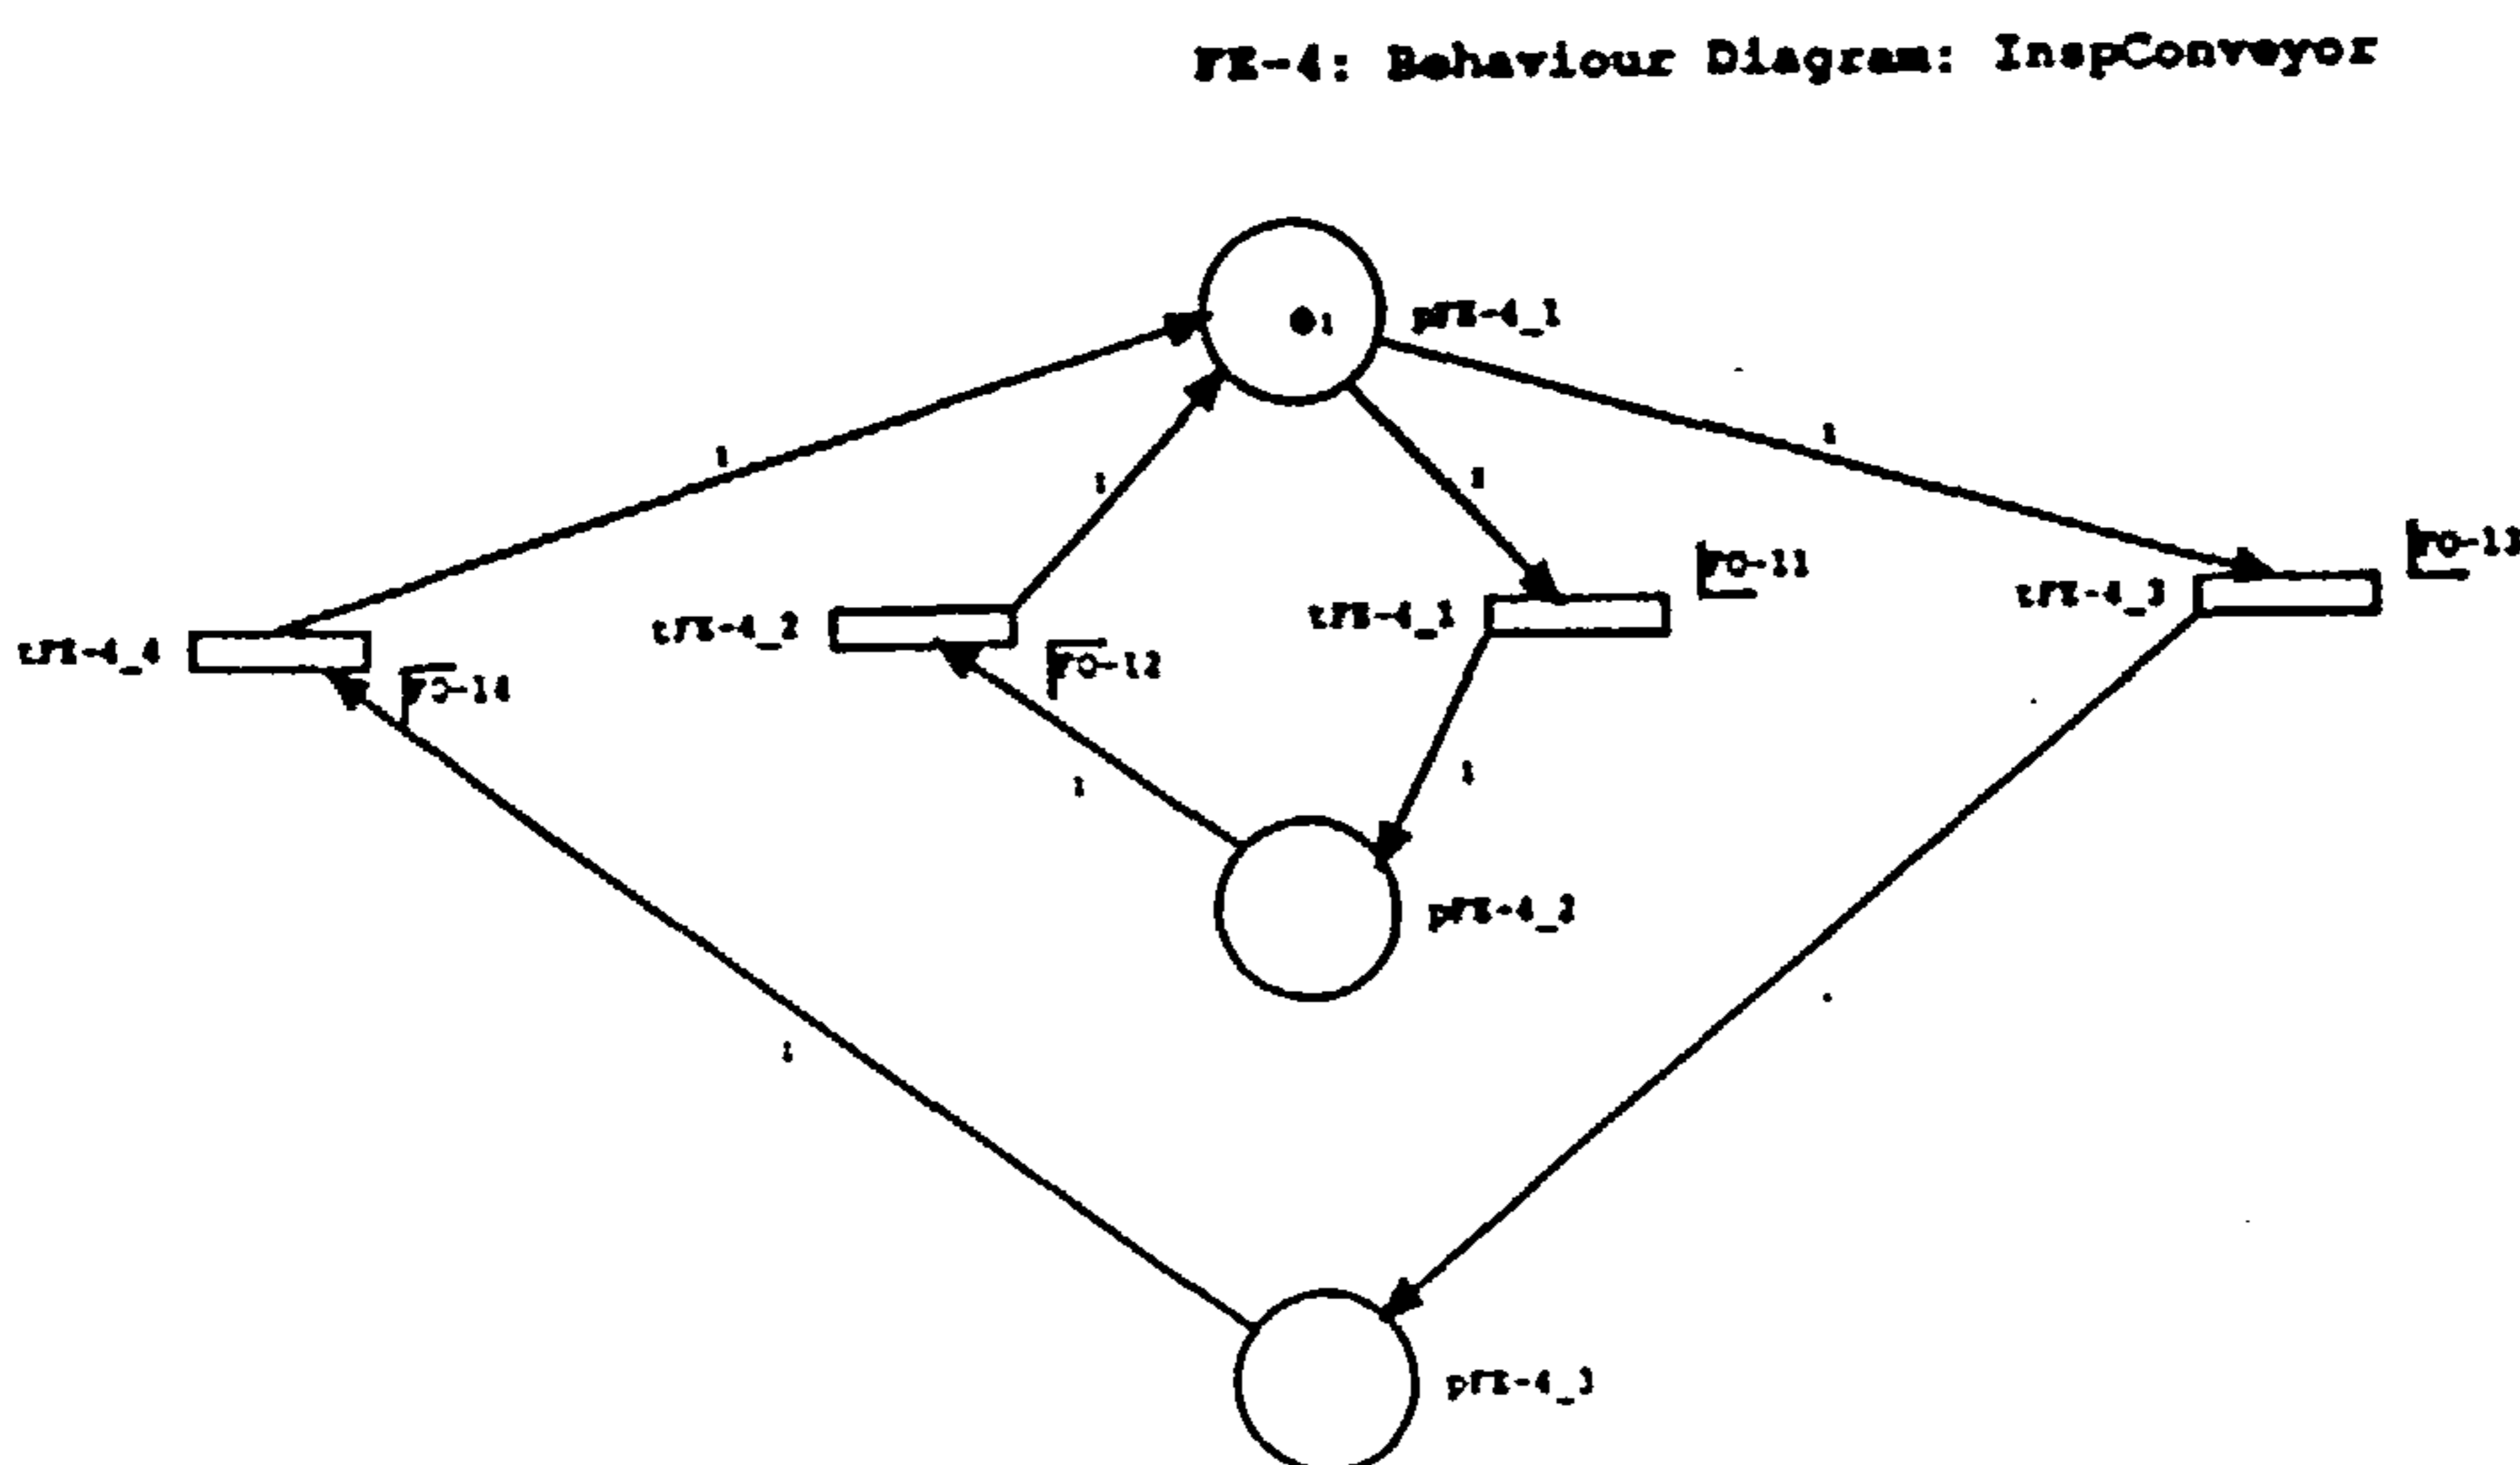 FE-4: Behaviour Diagram: InspConveyor
1
pFE-4_1
1
1
1
1
FO-11
FO-13
tFE-4_3
tFE-4_1
tFE-4_2
FO-12
tFE-4_4
FO-14
1
1
pFE-4_2
1
pFE-4_3